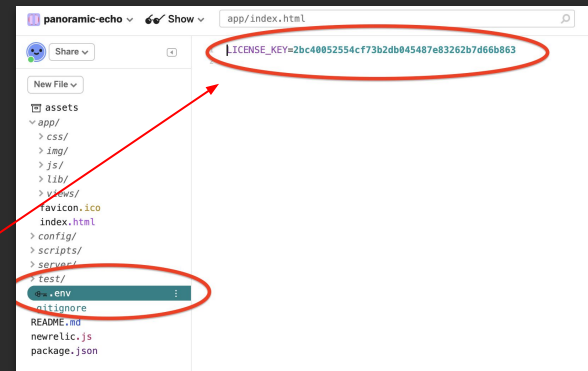 panoramic-echo
Show
app/index.html
Share
LICENSE_KEY=2bc40052554cf73b2db045487e83262b7d66b863
New File
assets
app/
css/
img/
js/
lib/
views/
favicon.ico
index.html
config/
scripts/
server/
test/
.env
.gitignore
README.md
newrelic.js
package.json